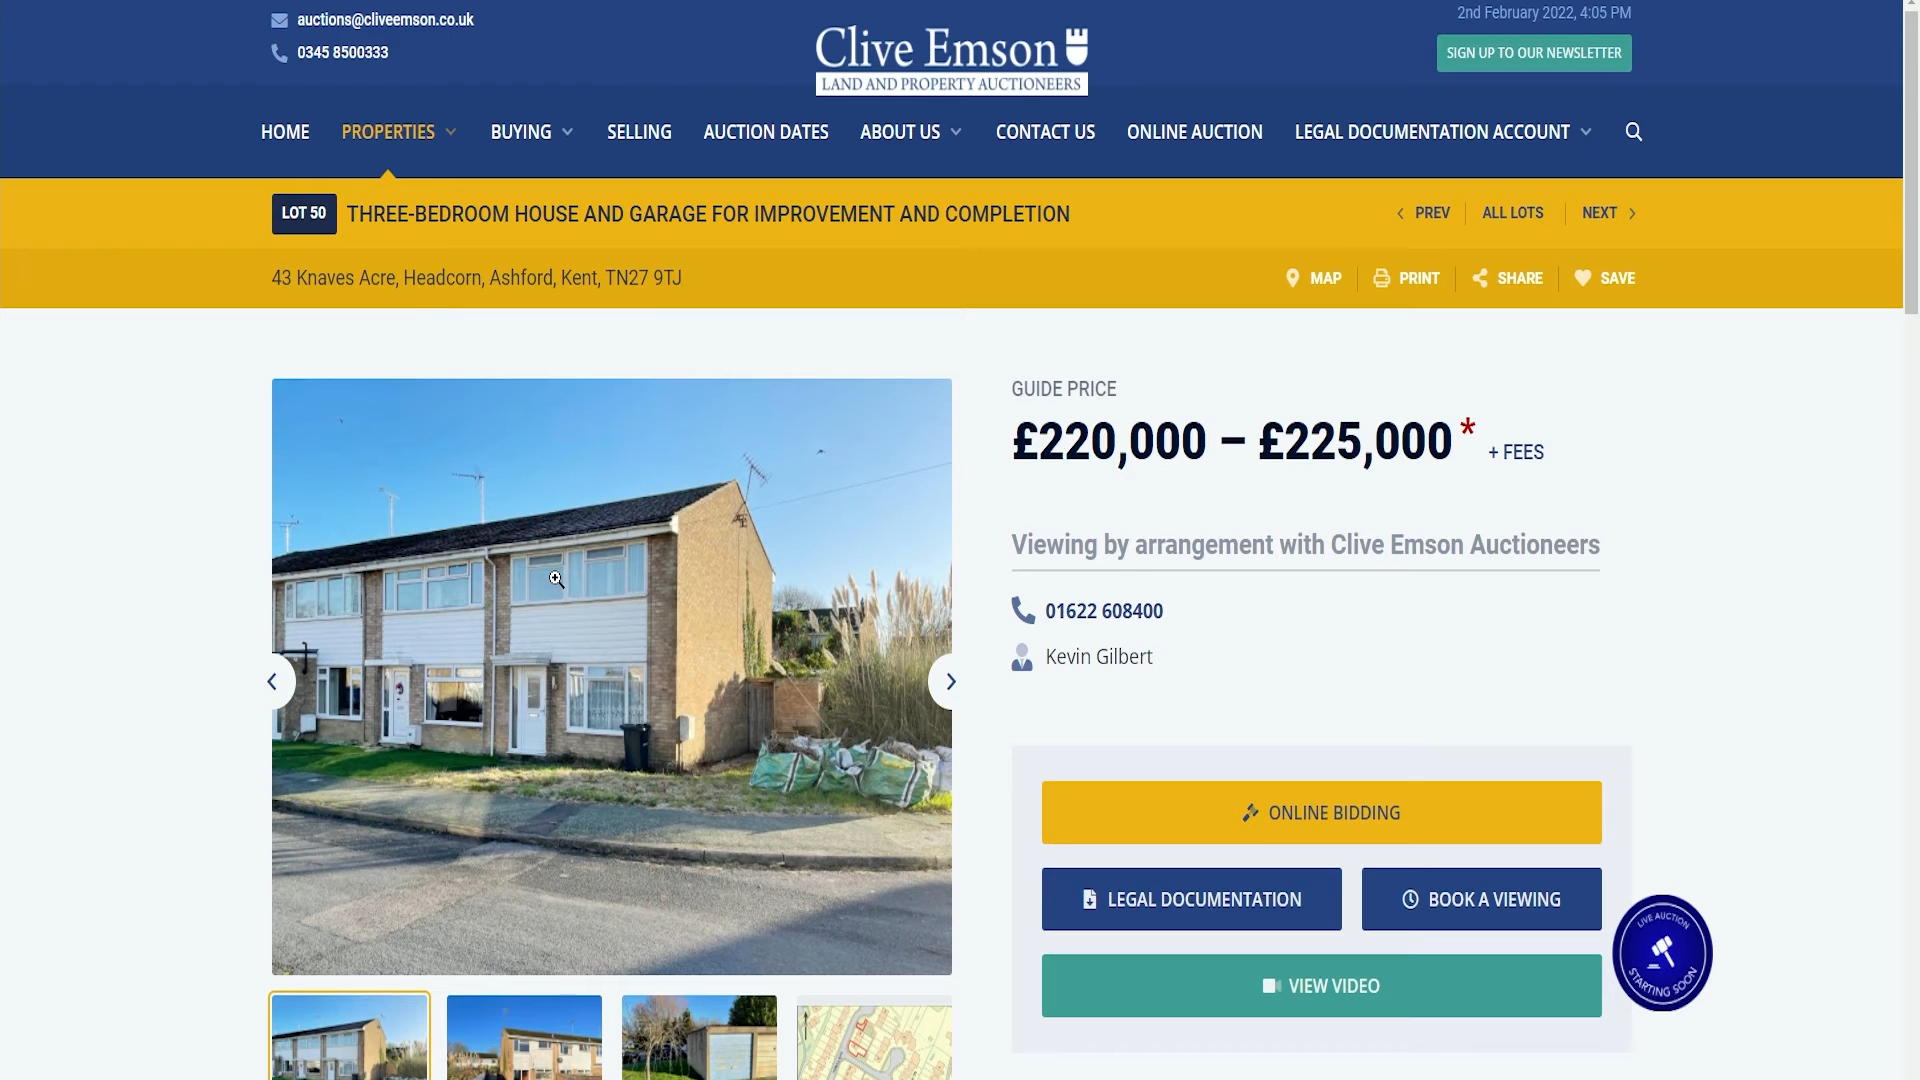 auctions@cliveemson.co.uk
0345 8500333
Clive Emson
LAND AND PROPERTY AUCTIONEERS
2nd February 2022, 4:05 PM
SIGN UP TO OUR NEWSLETTER
HOME PROPERTIES BUYING SELLING AUCTION DATES ABOUT US CONTACT US ONLINE AUCTION LEGAL DOCUMENTATION ACCOUNT
LOT 50 THREE-BEDROOM HOUSE AND GARAGE FOR IMPROVEMENT AND COMPLETION
PREV ALL LOTS NEXT
43 Knaves Acre, Headcorn, Ashford, Kent, TN27 9TJ
MAP PRINT SHARE SAVE
GUIDE PRICE
£220,000 – £225,000 * + FEES
Viewing by arrangement with Clive Emson Auctioneers
01622 608400
Kevin Gilbert
ONLINE BIDDING
LEGAL DOCUMENTATION BOOK A VIEWING
VIEW VIDEO
LIVE AUCTION
STARTING SOON